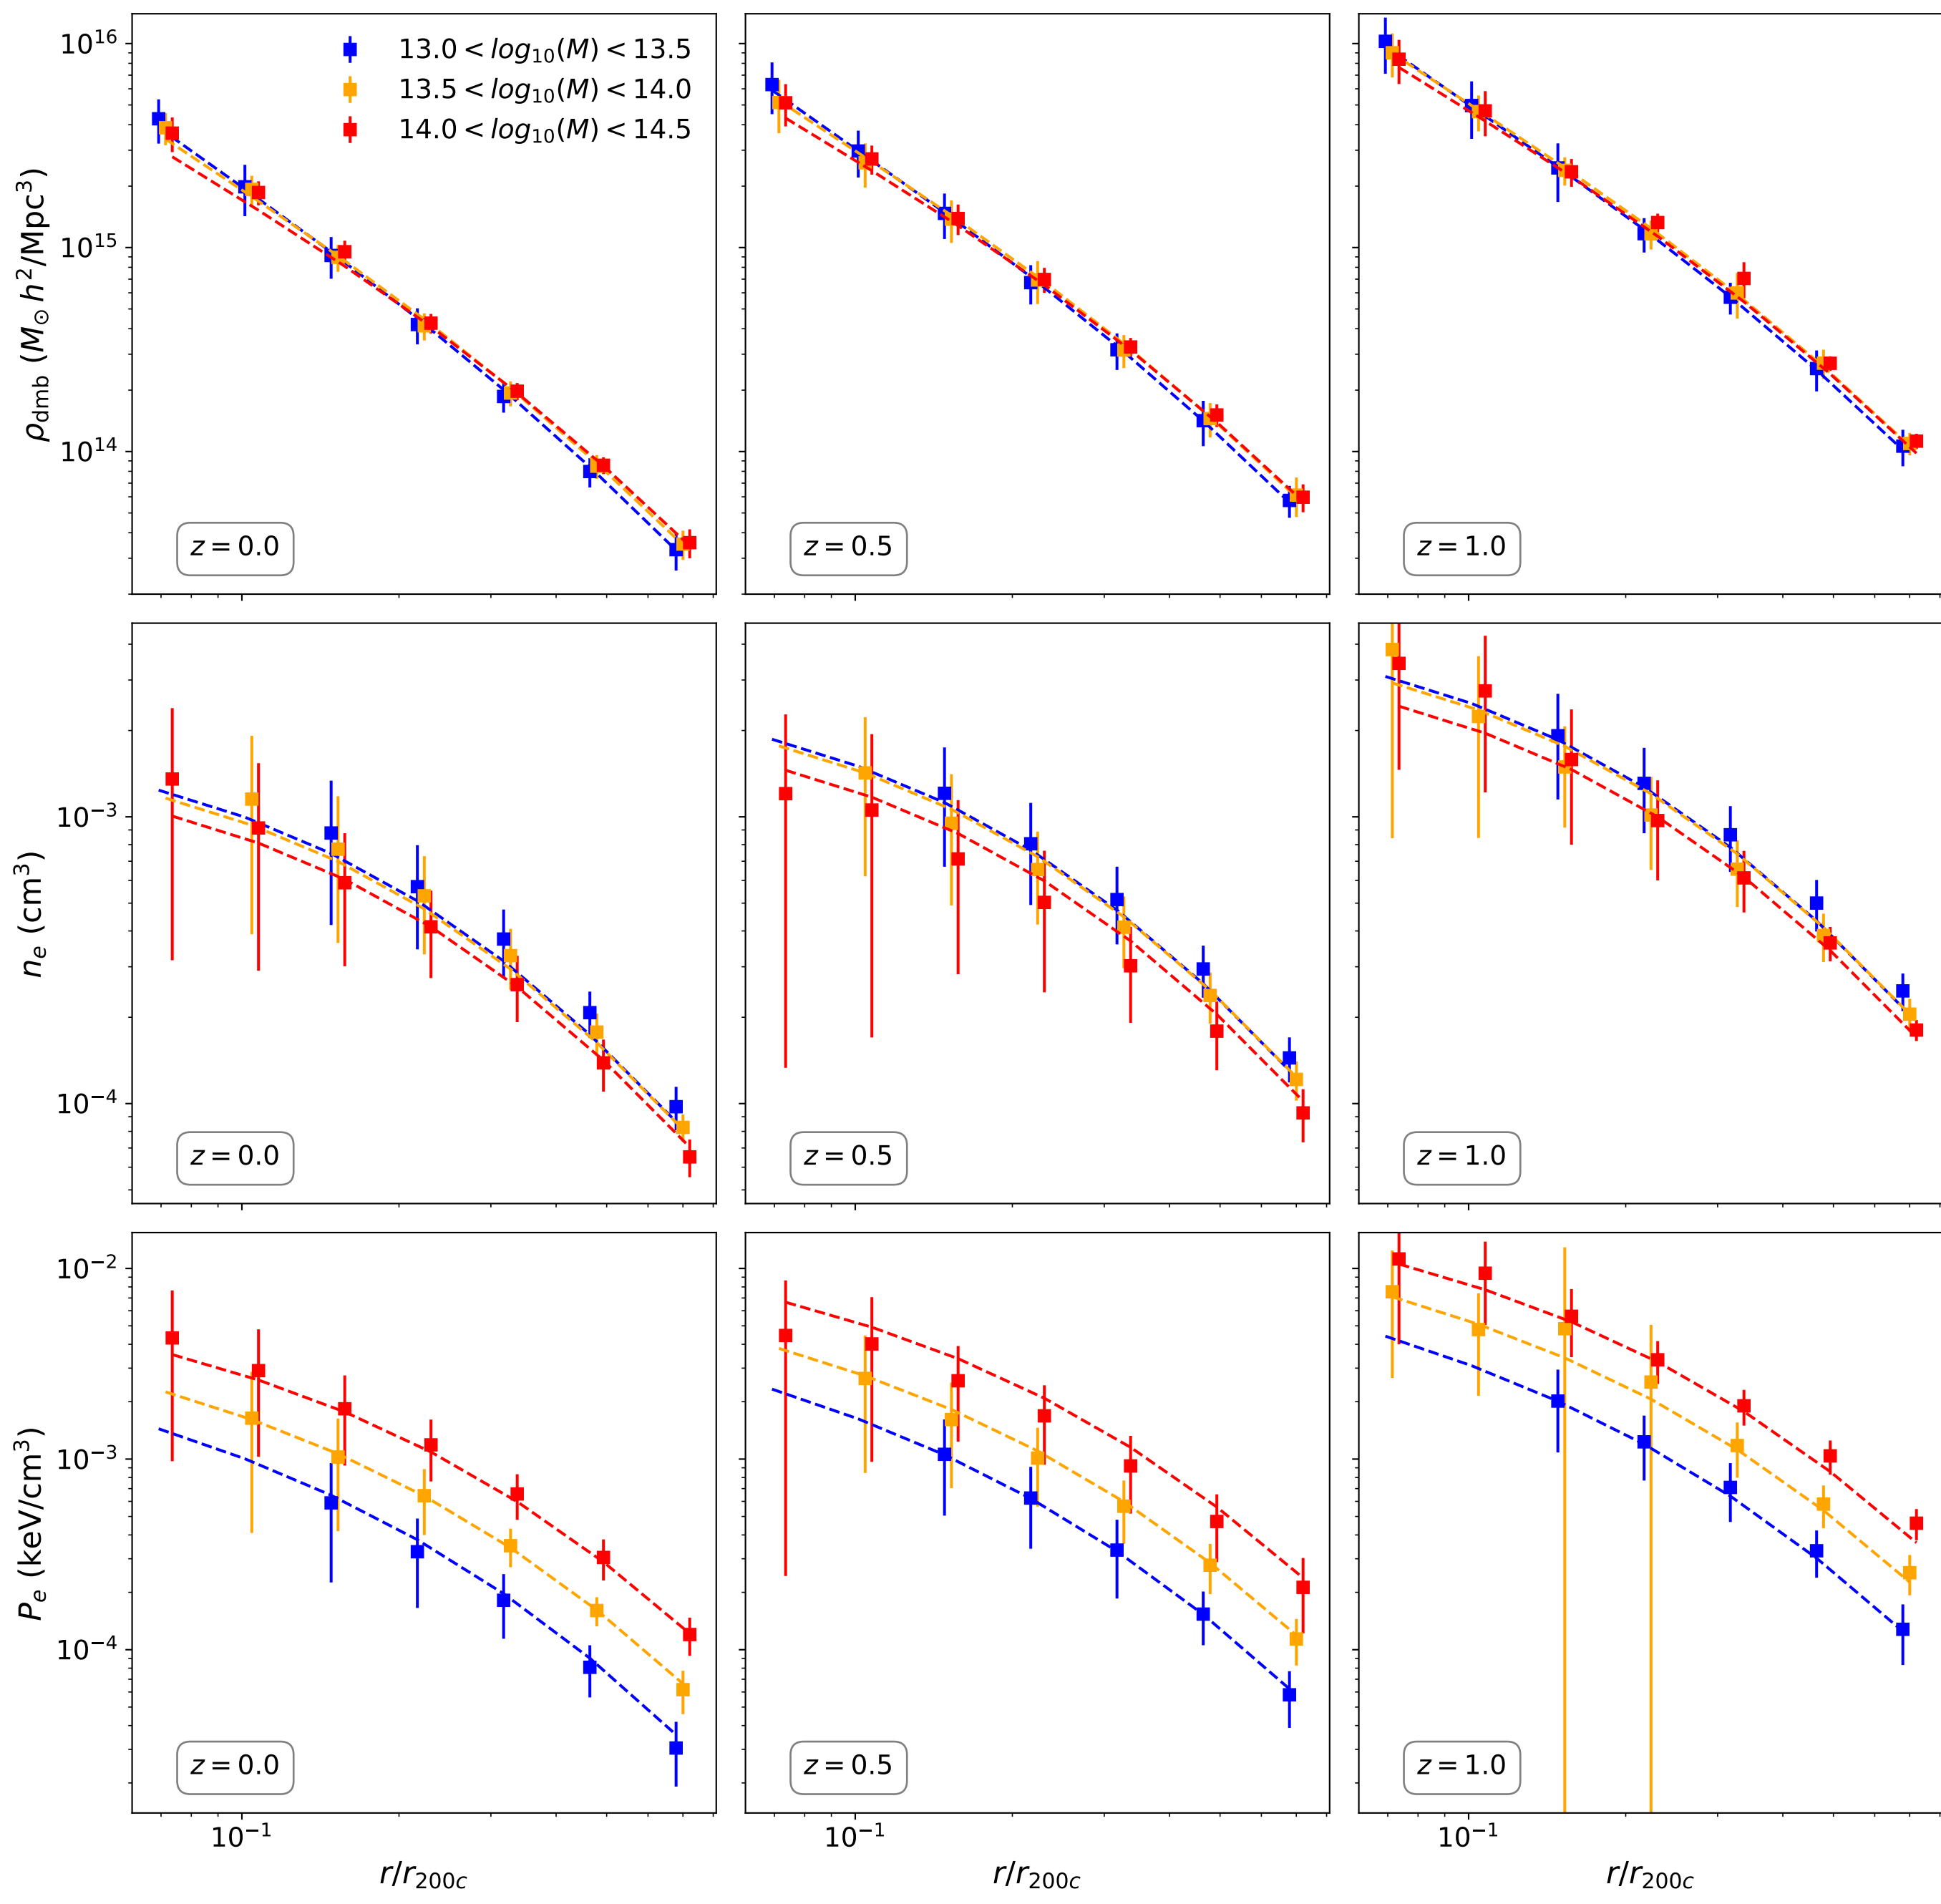 10^16
10^15
10^14
ρ_dmb (M_⊙ h^2/Mpc^3)
13.0 < log_10(M) < 13.5
13.5 < log_10(M) < 14.0
14.0 < log_10(M) < 14.5
z = 0.0
z = 0.5
z = 1.0
10^−3
10^−4
n_e (cm^3)
z = 0.0
z = 0.5
z = 1.0
10^−2
10^−3
10^−4
P_e (keV/cm^3)
z = 0.0
z = 0.5
z = 1.0
10^−1
10^−1
10^−1
r/r_200c
r/r_200c
r/r_200c